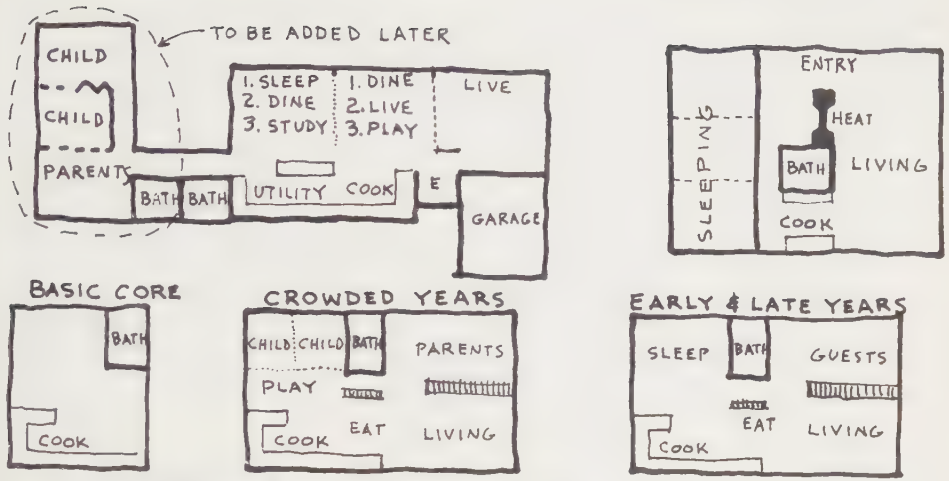 TO BE ADDED LATER
CHILD
CHILD
PARENTS
BATH
BATH
1. SLEEP
2. DINE
3. STUDY
1. DINE
2. LIVE
3. PLAY
LIVE
UTILITY
COOK
E
GARAGE
ENTRY
HEAT
SLEEPING
BATH
LIVING
COOK
BASIC CORE
BATH
COOK
CROWDED YEARS
CHILD
CHILD
BATH
PARENTS
PLAY
EAT
COOK
LIVING
EARLY & LATE YEARS
SLEEP
BATH
GUESTS
EAT
COOK
LIVING